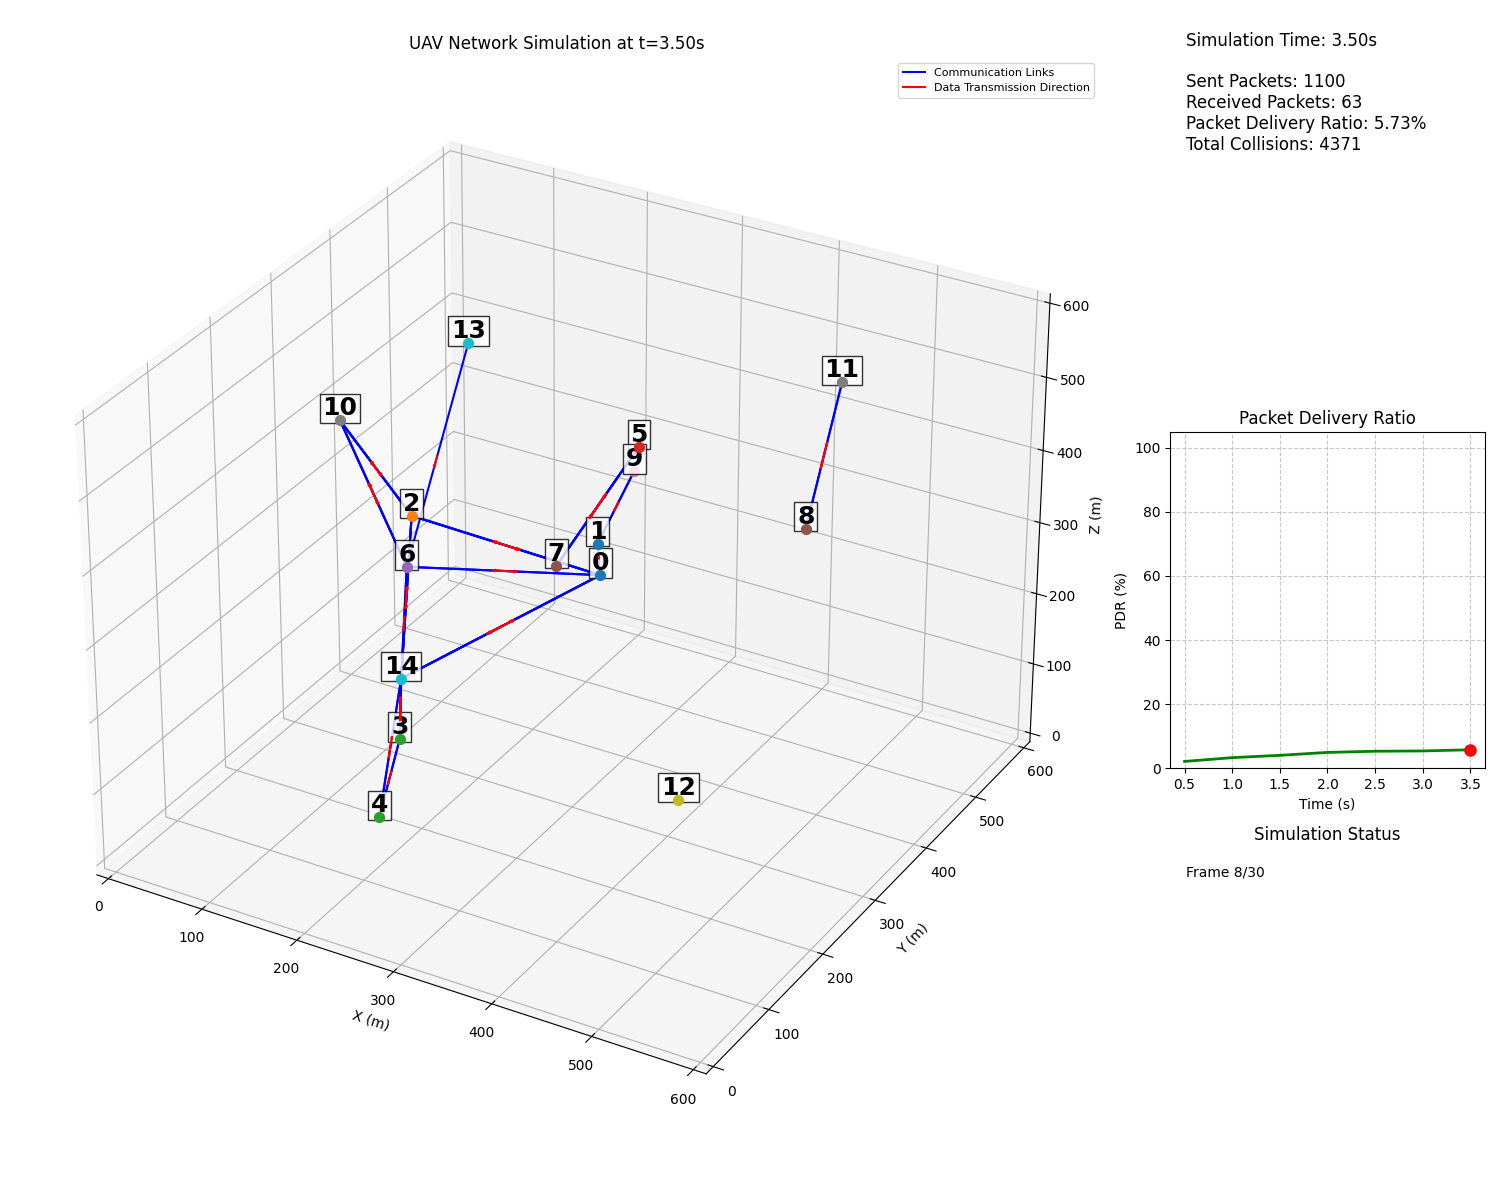 UAV Network Simulation at t=3.50s
Communication Links
Data Transmission Direction
Simulation Time: 3.50s
Sent Packets: 1100
Received Packets: 63
Packet Delivery Ratio: 5.73%
Total Collisions: 4371
13
11
10
5
9
2
1
8
6
7
0
14
3
12
4
0
100
200
300
400
500
600
X (m)
0
100
200
300
400
500
600
Y (m)
0
100
200
300
400
500
600
Z (m)
Packet Delivery Ratio
100
80
60
40
20
0
PDR (%)
0.5 1.0 1.5 2.0 2.5 3.0 3.5
Time (s)
Simulation Status
Frame 8/30